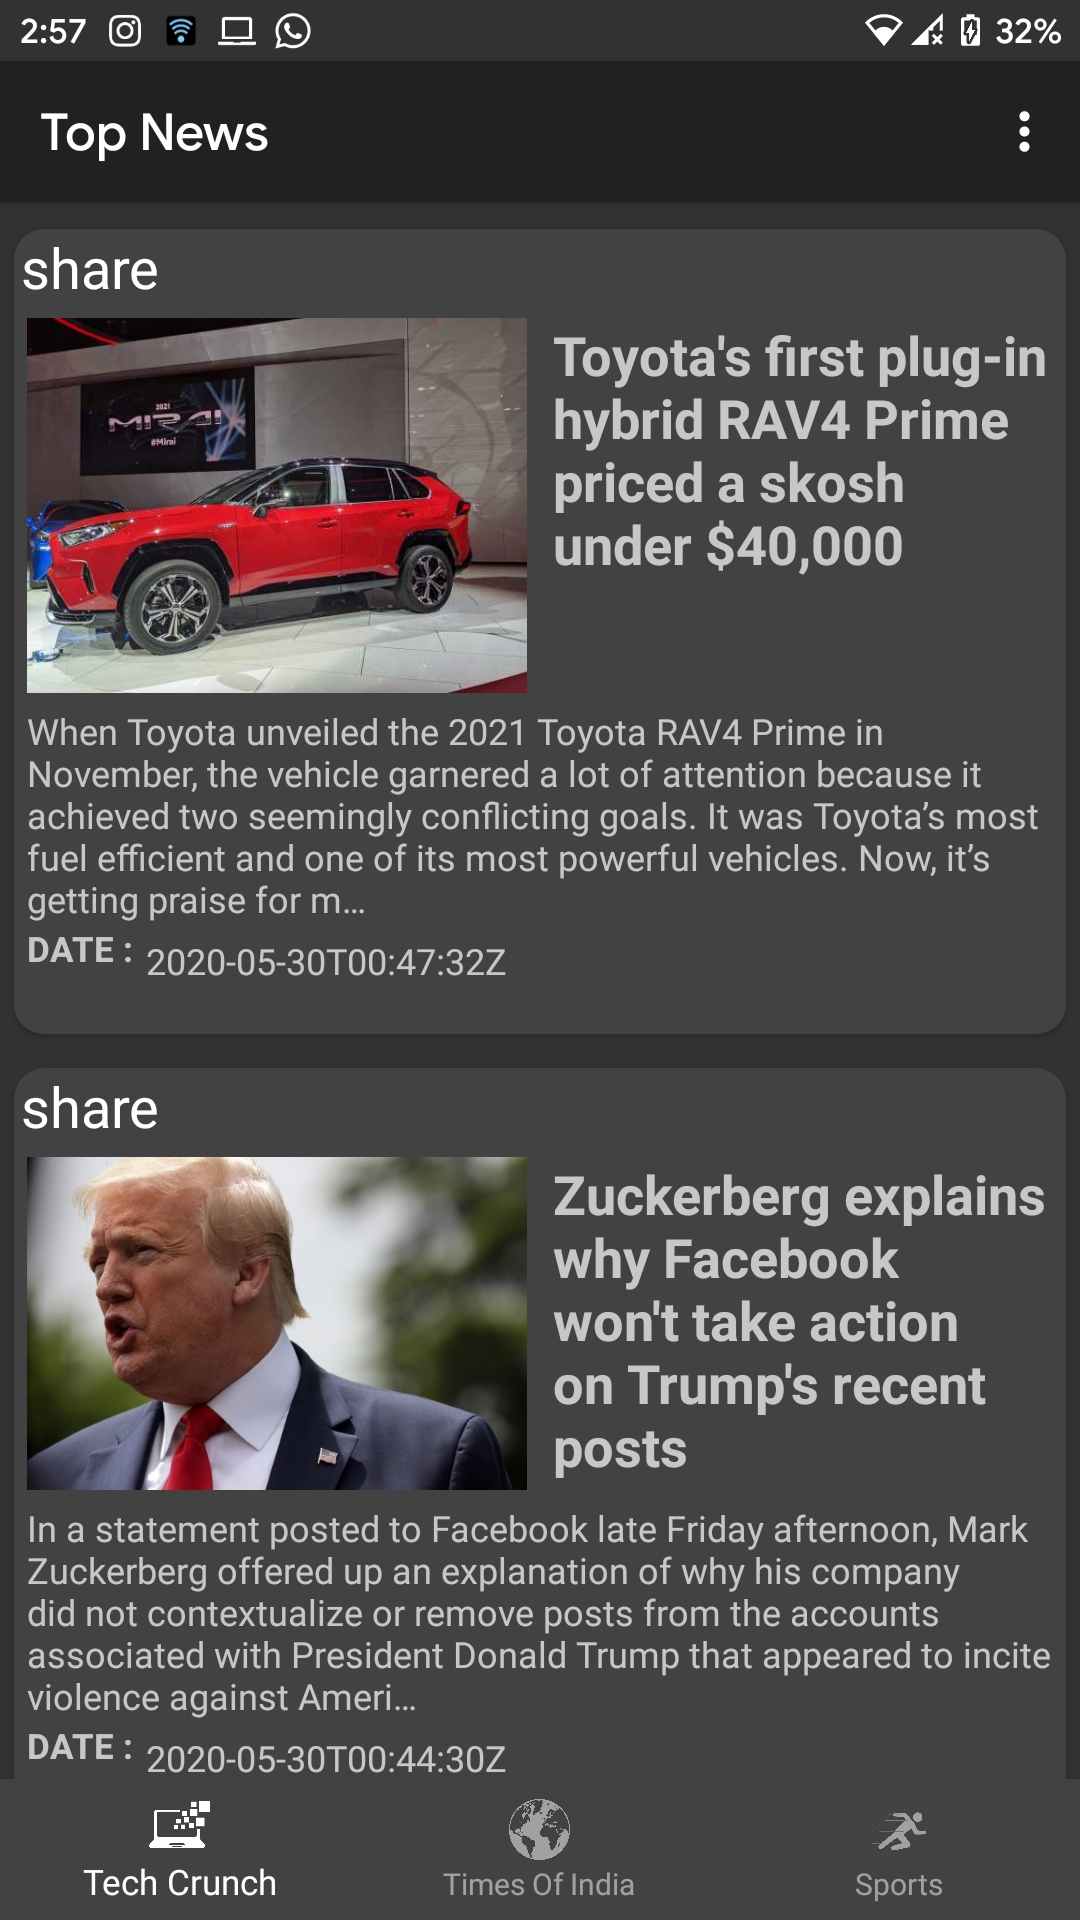 2:57
32%
Top News
share
2021
MIRAI
#Mirai
Toyota's first plug-in
hybrid RAV4 Prime
priced a skosh
under $40,000
When Toyota unveiled the 2021 Toyota RAV4 Prime in
November, the vehicle garnered a lot of attention because it
achieved two seemingly conflicting goals. It was Toyota’s most
fuel efficient and one of its most powerful vehicles. Now, it’s
getting praise for m…
DATE : 2020-05-30T00:47:32Z
share
Zuckerberg explains
why Facebook
won't take action
on Trump's recent
posts
In a statement posted to Facebook late Friday afternoon, Mark
Zuckerberg offered up an explanation of why his company
did not contextualize or remove posts from the accounts
associated with President Donald Trump that appeared to incite
violence against Ameri…
DATE : 2020-05-30T00:44:30Z
Tech Crunch
Times Of India
Sports